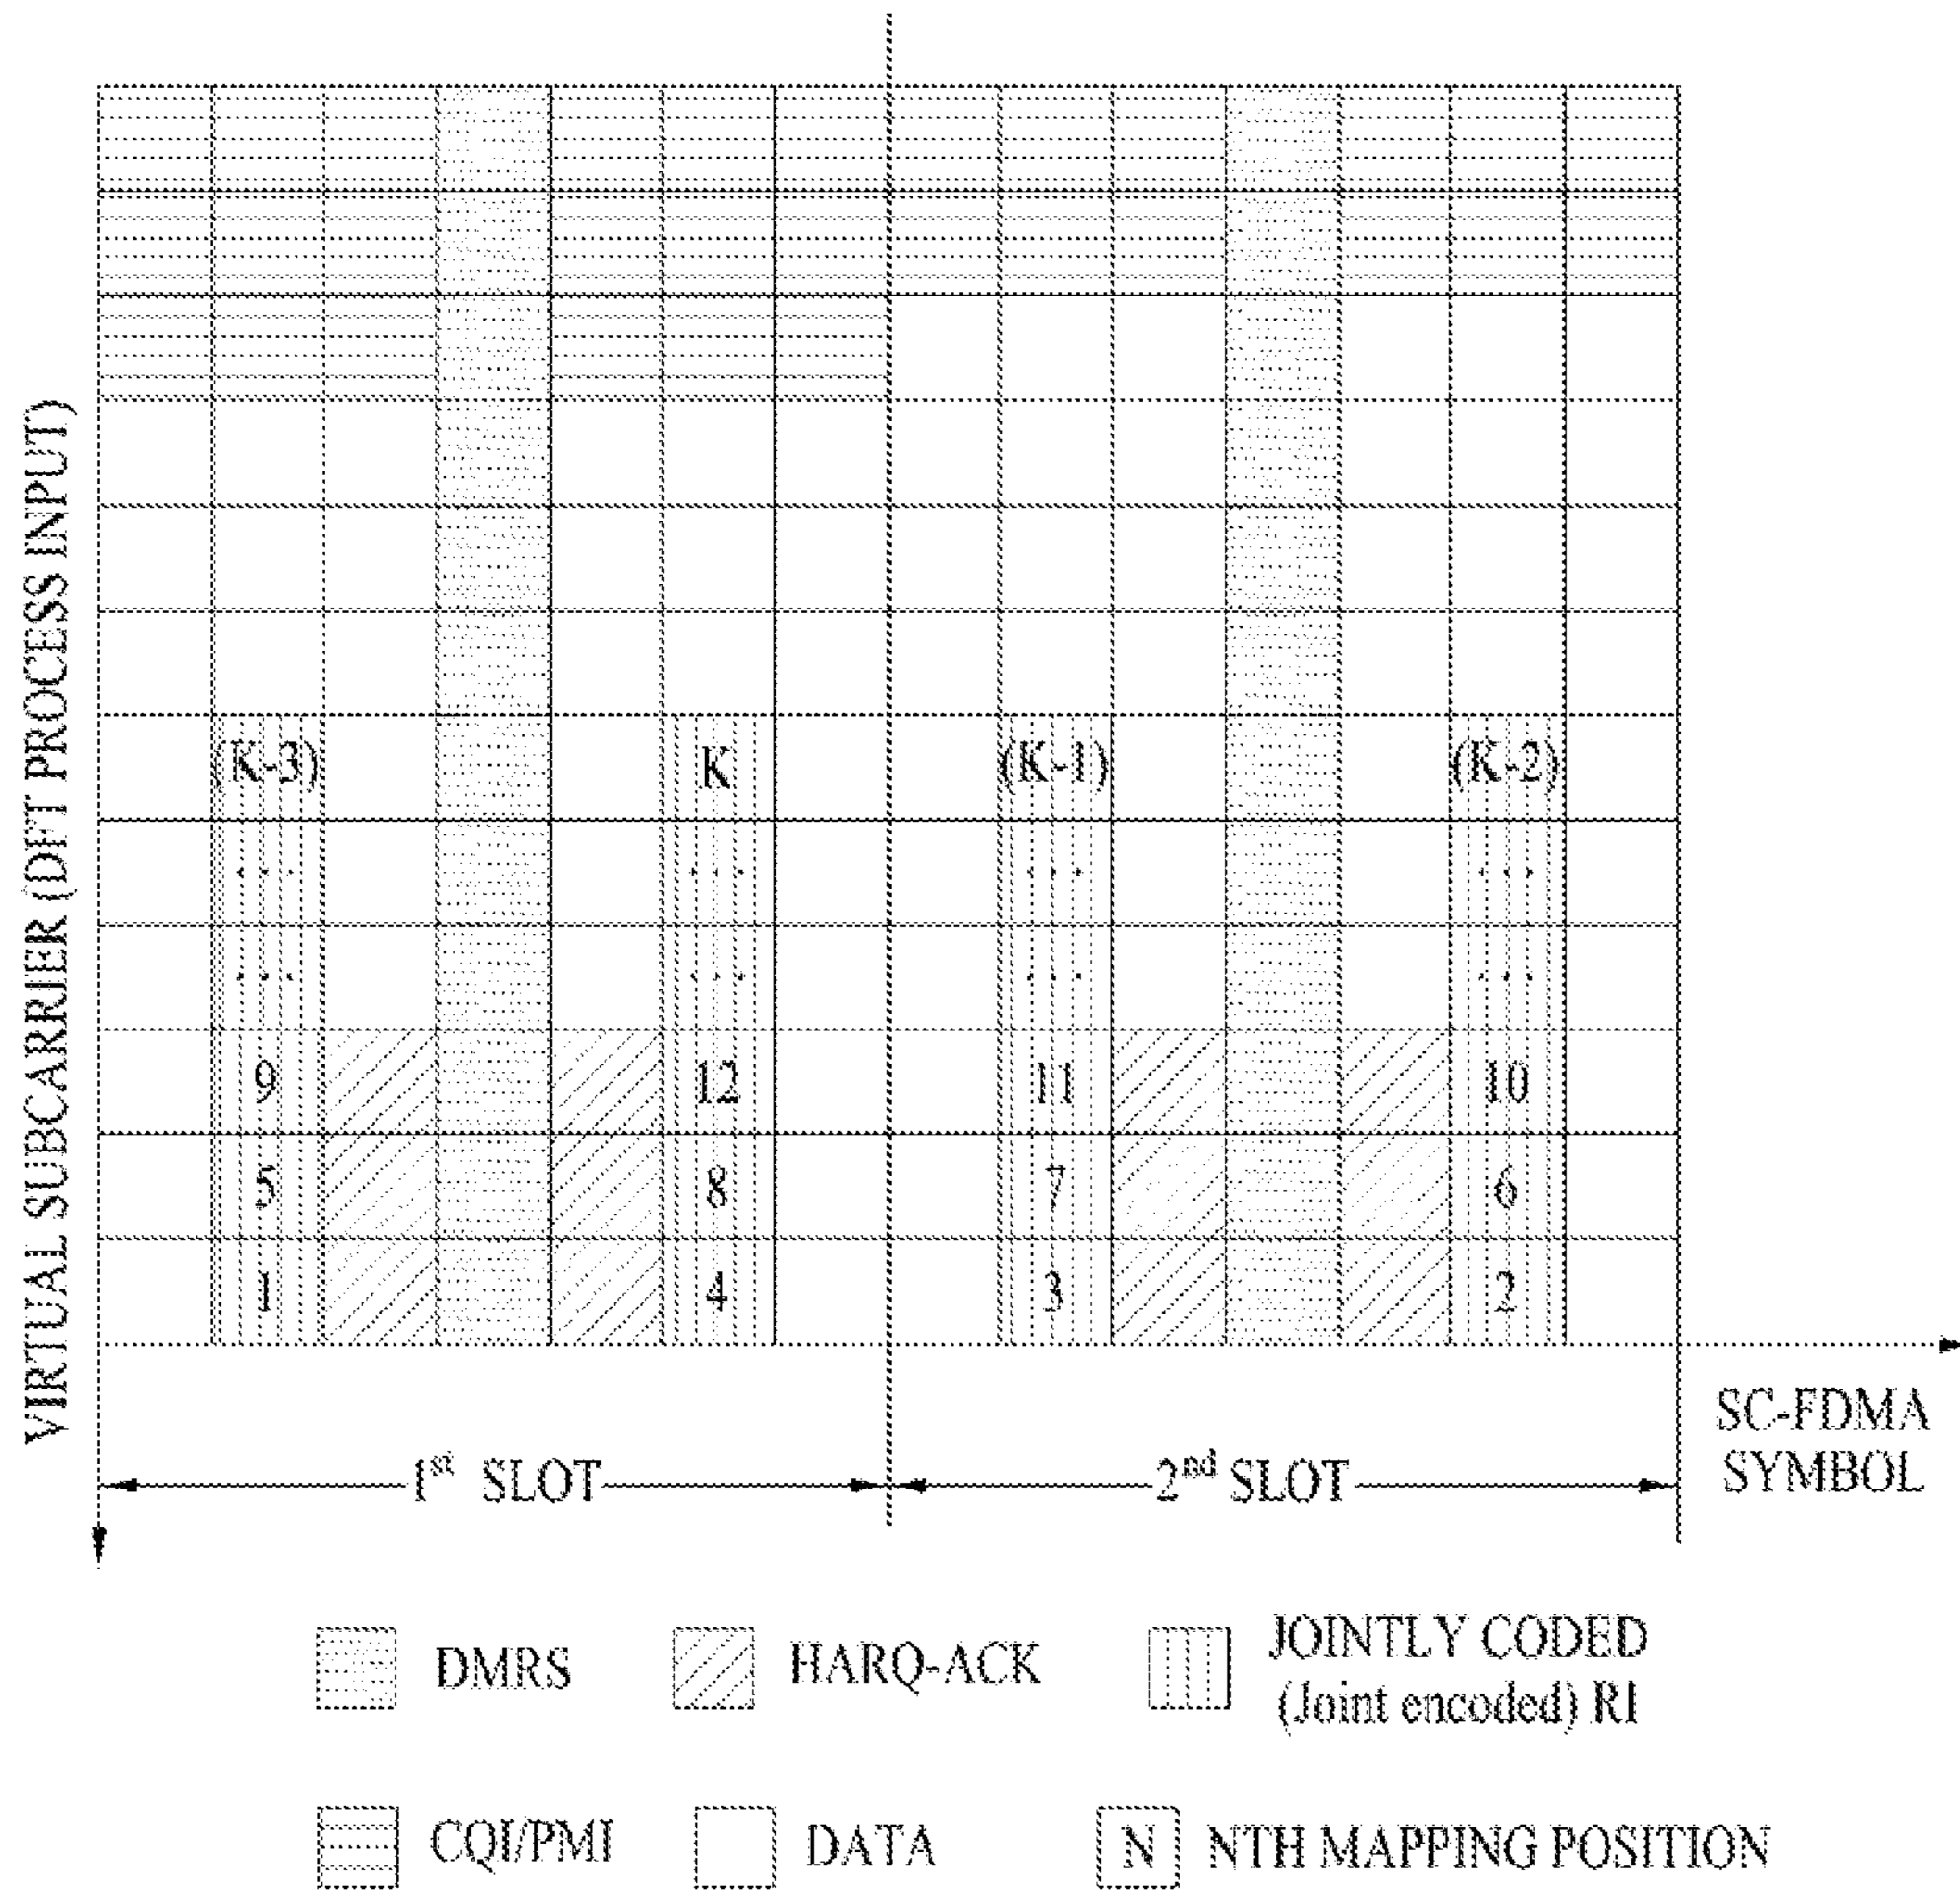 VIRTUAL SUBCARRIER (DFT PROCESS INPUT)
(K-3) K (K-1) (K-2)
9 12 11 10
5 8 7 6
1 4 3 2
SC-FDMA
SYMBOL
1st SLOT 2nd SLOT
DMRS
HARQ-ACK
JOINTLY CODED
(Joint encoded) RI
CQI/PMI
DATA
N NTH MAPPING POSITION